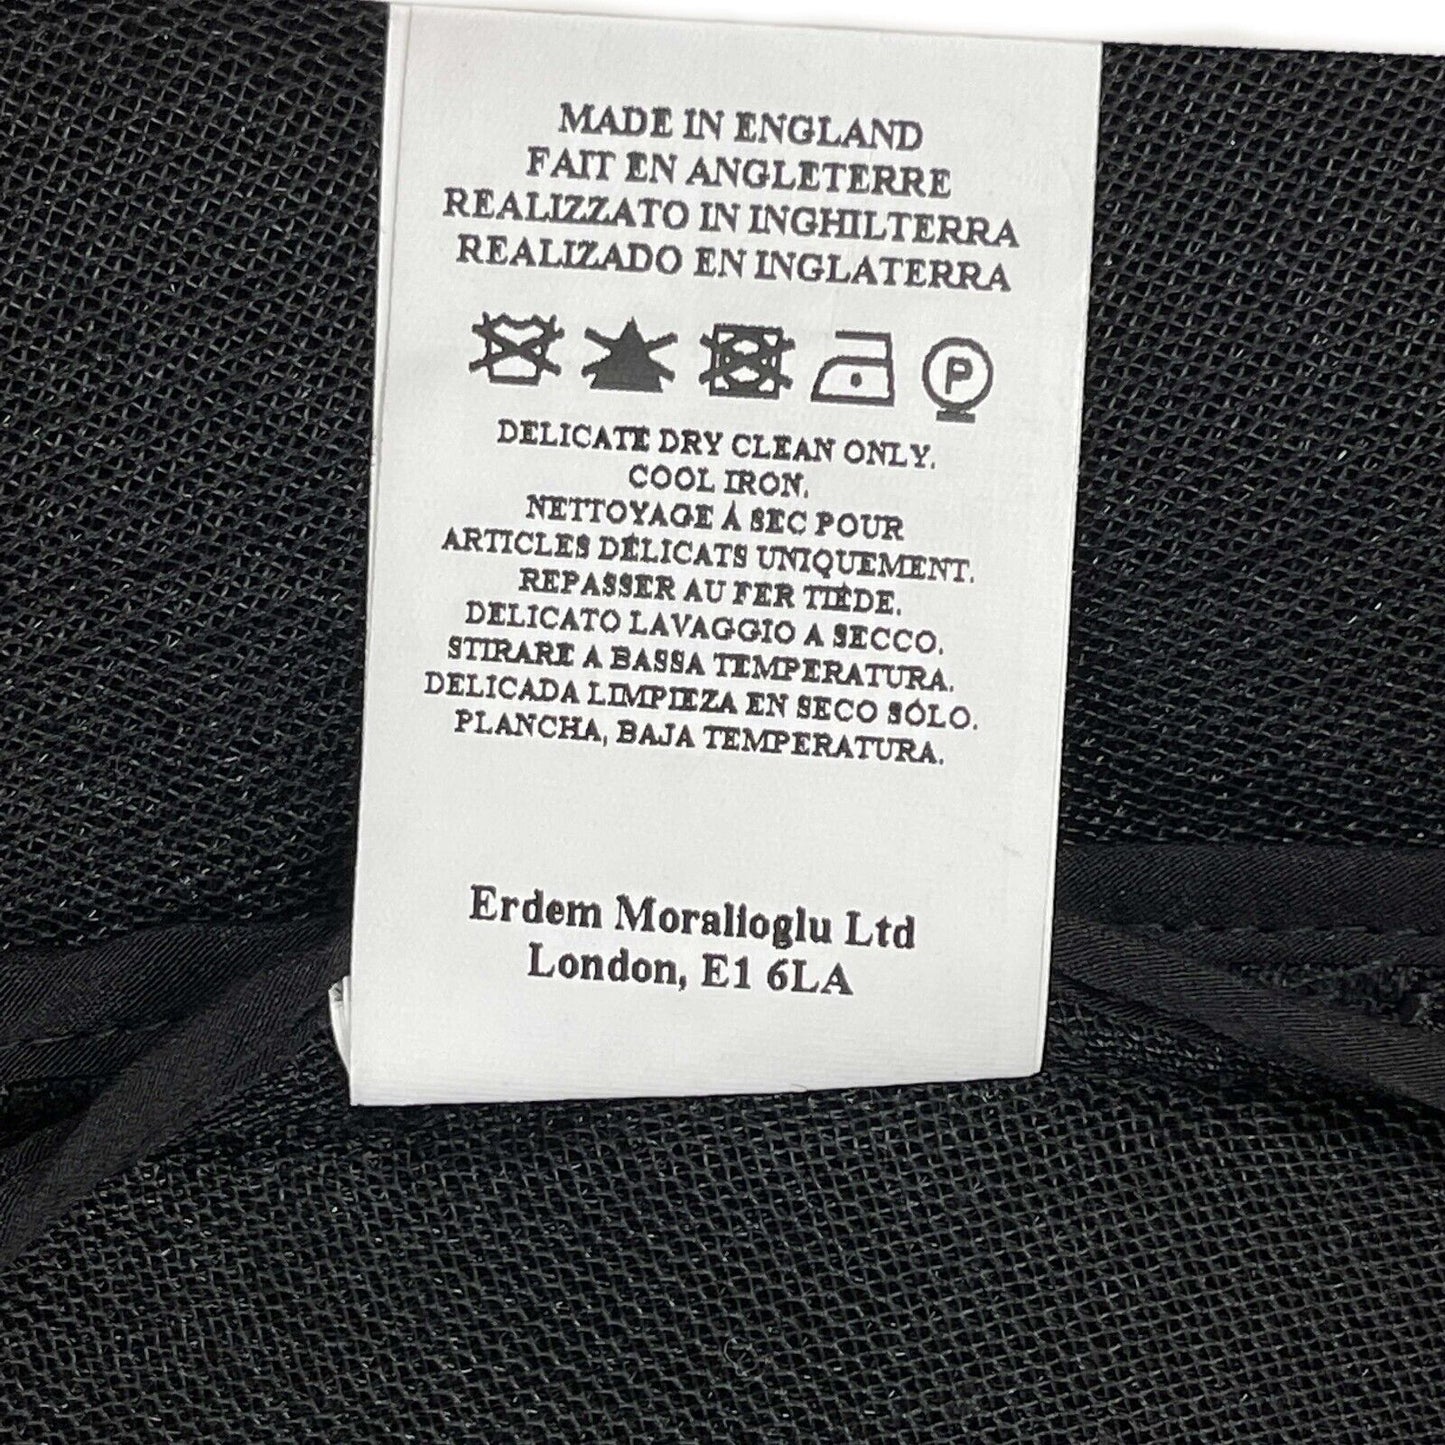 MADE IN ENGLAND
FAIT EN ANGLETERRE
REALIZZATO IN INGHILTERRA
REALIZADO EN INGLATERRA
P
DELICATE DRY CLEAN ONLY.
COOL IRON.
NETTOYAGE À SEC POUR
ARTICLES DÉLICATS UNIQUEMENT.
REPASSER AU FER TIÈDE.
DELICATO LAVAGGIO A SECCO.
STIRARE A BASSA TEMPERATURA.
DELICADA LIMPIEZA EN SECO SÓLO.
PLANCHA, BAJA TEMPERATURA.
Erdem Moralioglu Ltd
London, E1 6LA